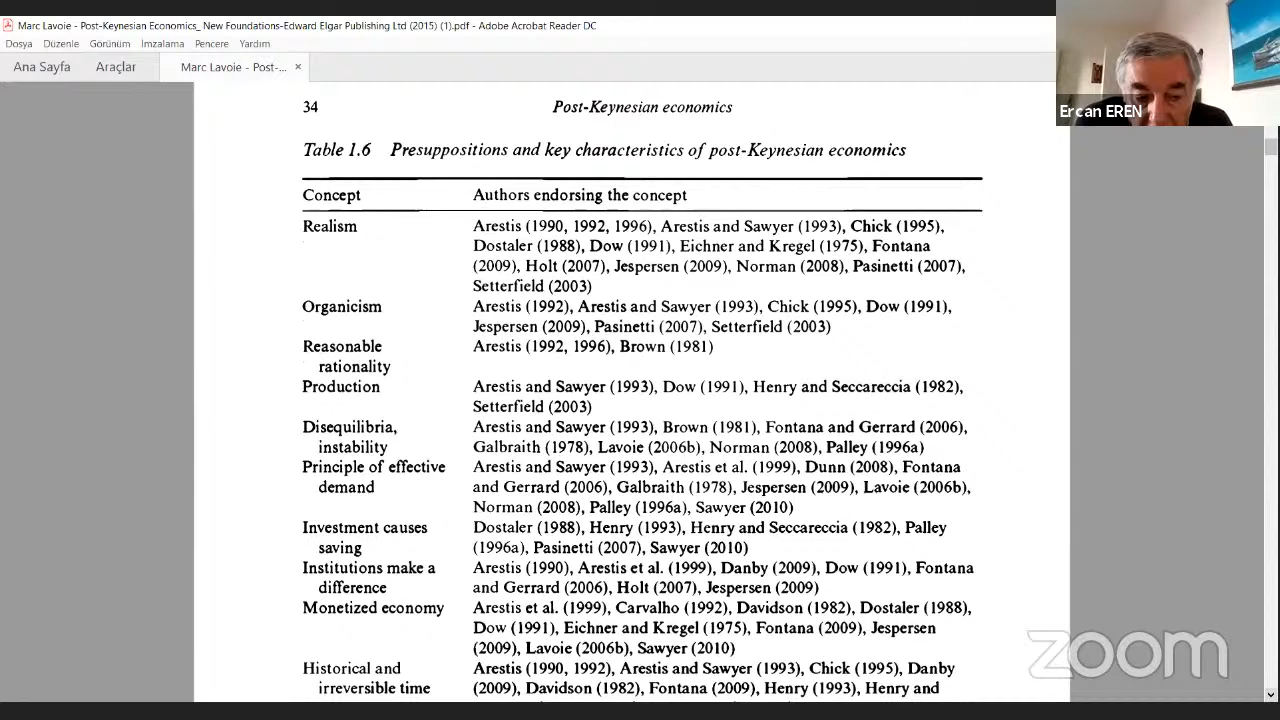 Marc Lavoie - Post-Keynesian Economics_ New Foundations-Edward Elgar Publishing Ltd (2015) (1).pdf - Adobe Acrobat Reader DC
Dosya Düzenle Görünüm İmzalama Pencere Yardım
Ana Sayfa Araçlar Marc Lavoie - Post-... ×
Ercan EREN
34 Post-Keynesian economics
Table 1.6 Presuppositions and key characteristics of post-Keynesian economics
Concept Authors endorsing the concept
Realism Arestis (1990, 1992, 1996), Arestis and Sawyer (1993), Chick (1995),
Dostaler (1988), Dow (1991), Eichner and Kregel (1975), Fontana
(2009), Holt (2007), Jespersen (2009), Norman (2008), Pasinetti (2007),
Setterfield (2003)
Organicism Arestis (1992), Arestis and Sawyer (1993), Chick (1995), Dow (1991),
Jespersen (2009), Pasinetti (2007), Setterfield (2003)
Reasonable Arestis (1992, 1996), Brown (1981)
rationality
Production Arestis and Sawyer (1993), Dow (1991), Henry and Seccareccia (1982),
Setterfield (2003)
Disequilibria, Arestis and Sawyer (1993), Brown (1981), Fontana and Gerrard (2006),
instability Galbraith (1978), Lavoie (2006b), Norman (2008), Palley (1996a)
Principle of effective Arestis and Sawyer (1993), Arestis et al. (1999), Dunn (2008), Fontana
demand and Gerrard (2006), Galbraith (1978), Jespersen (2009), Lavoie (2006b),
Norman (2008), Palley (1996a), Sawyer (2010)
Investment causes Dostaler (1988), Henry (1993), Henry and Seccareccia (1982), Palley
saving (1996a), Pasinetti (2007), Sawyer (2010)
Institutions make a Arestis (1990), Arestis et al. (1999), Danby (2009), Dow (1991), Fontana
difference and Gerrard (2006), Holt (2007), Jespersen (2009)
Monetized economy Arestis et al. (1999), Carvalho (1992), Davidson (1982), Dostaler (1988),
Dow (1991), Eichner and Kregel (1975), Fontana (2009), Jespersen
(2009), Lavoie (2006b), Sawyer (2010)
Historical and Arestis (1990, 1992), Arestis and Sawyer (1993), Chick (1995), Danby
irreversible time (2009), Davidson (1982), Fontana (2009), Henry (1993), Henry and
zoom